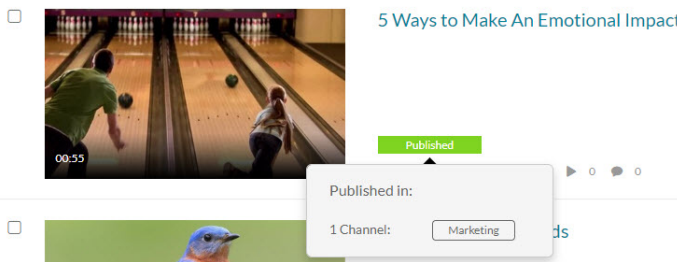 5 Ways to Make An Emotional Impact
00:55
Published
0 0
Published in:
1 Channel: Marketing
ds